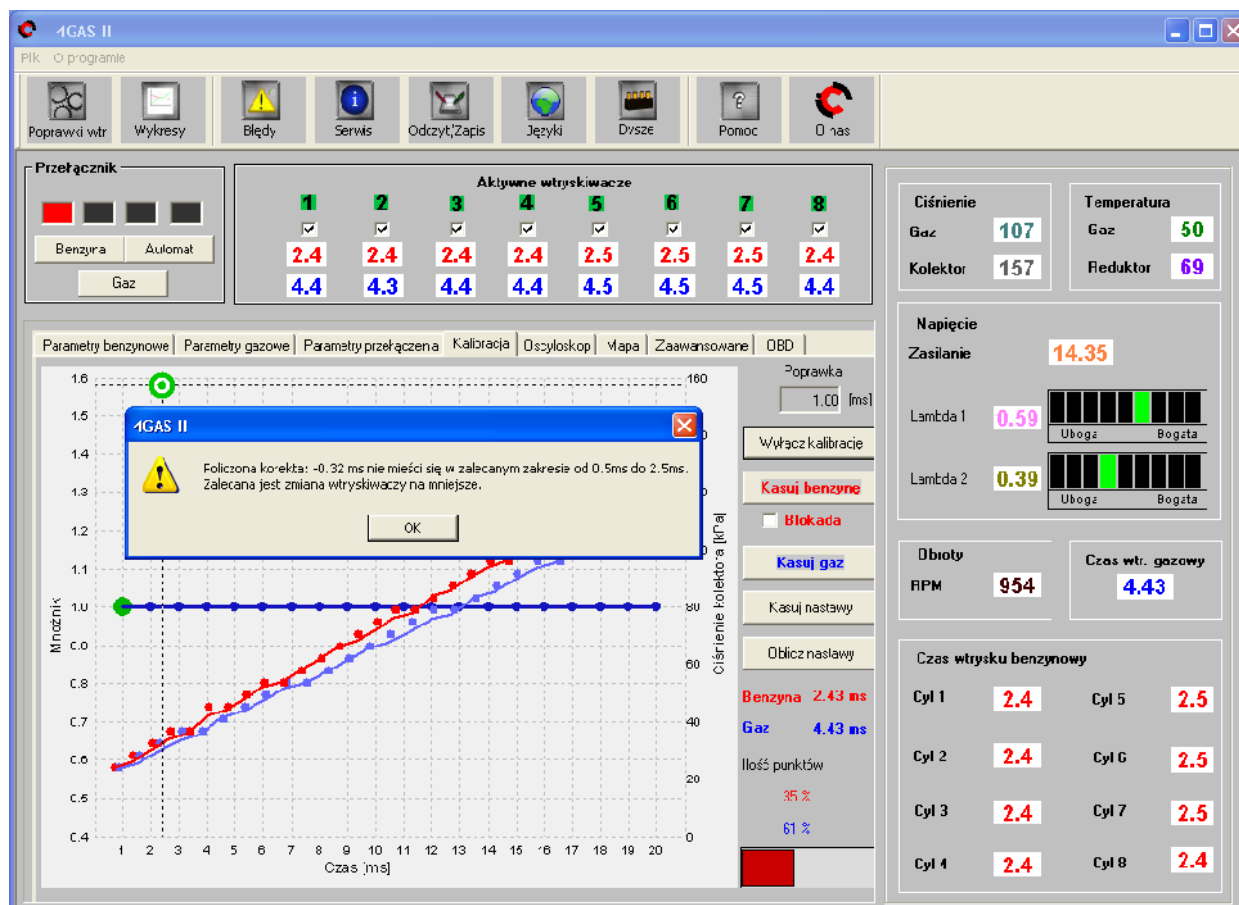 4GAS II
Plik O programie
Poprawki wtr Wykresy Błędy Serwis Odczyt/Zapis Języki Dysze Pomoc O nas
Przełącznik
Benzyna Automat
Gaz
Aktywne wtryskiwacze
1 2 3 4 5 6 7 8
2.4 2.4 2.4 2.4 2.5 2.5 2.5 2.4
4.4 4.3 4.4 4.4 4.5 4.5 4.5 4.4
Ciśnienie
Gaz 107
Kolektor 157
Temperatura
Gaz 50
Reduktor 69
Napięcie
Zasilanie 14.35
Lambda 1 0.59
Uboga Bogata
Lambda 2 0.39
Uboga Bogata
Obroty
RPM 954
Czas wtr. gazowy
4.43
Czas wtrysku benzynowy
Cyl 1 2.4 Cyl 5 2.5
Cyl 2 2.4 Cyl 6 2.5
Cyl 3 2.4 Cyl 7 2.5
Cyl 4 2.4 Cyl 8 2.4
Parametry benzynowe Parametry gazowe Parametry przełączenia Kalibracja Oscyloskop Mapa Zaawansowane OBD
1.6
1.5
1.4
1.3
1.2
1.1
1.0
0.9
0.8
0.7
0.6
0.5
0.4
Mnożnik
1 2 3 4 5 6 7 8 9 10 11 12 13 14 15 16 17 18 19 20
Czas [ms]
160
80
60
40
20
0
Ciśnienie kolektora [kPa]
4GAS II
Policzona korekta: -0.32 ms nie mieści się w zalecanym zakresie od 0.5ms do 2.5ms.
Zalecana jest zmiana wtryskiwaczy na mniejsze.
OK
Poprawka
1.00 [ms]
Wyłącz kalibrację
Kasuj benzynę
Blokada
Kasuj gaz
Kasuj nastawy
Oblicz nastawy
Benzyna 2.43 ms
Gaz 4.43 ms
Ilość punktów
35 %
61 %